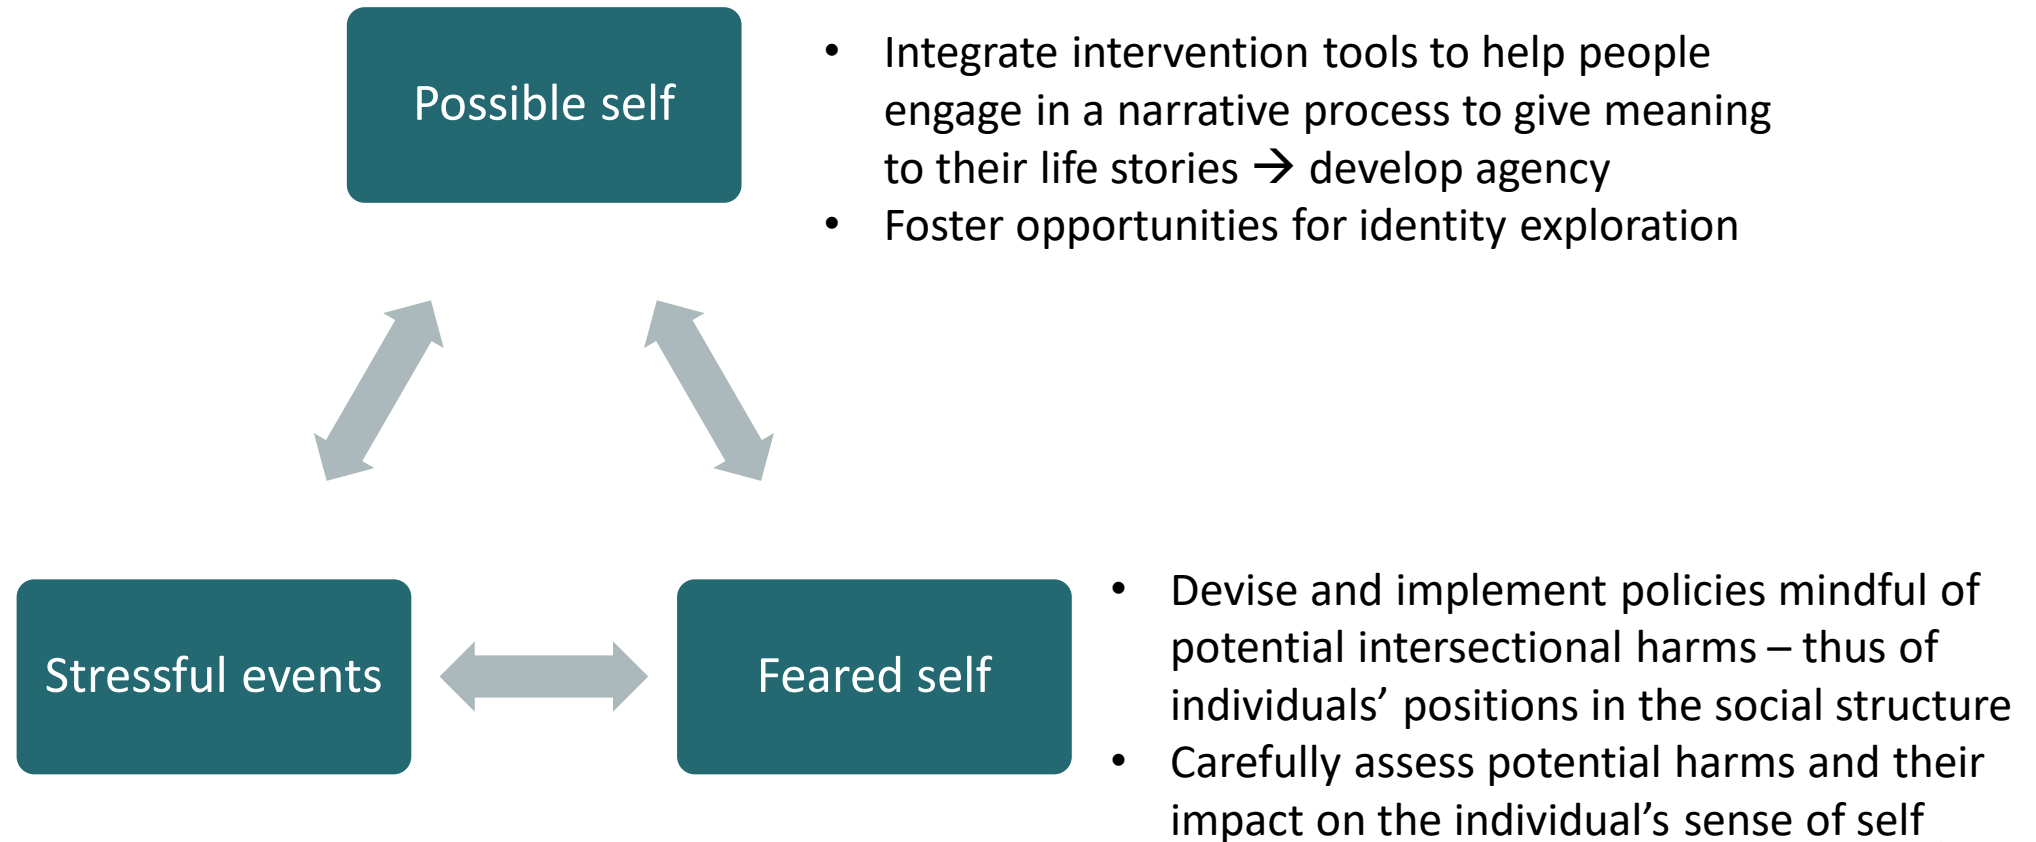 Possible self
• Integrate intervention tools to help people
engage in a narrative process to give meaning
to their life stories → develop agency
• Foster opportunities for identity exploration
Stressful events
Feared self
• Devise and implement policies mindful of
potential intersectional harms – thus of
individuals’ positions in the social structure
• Carefully assess potential harms and their
impact on the individual’s sense of self